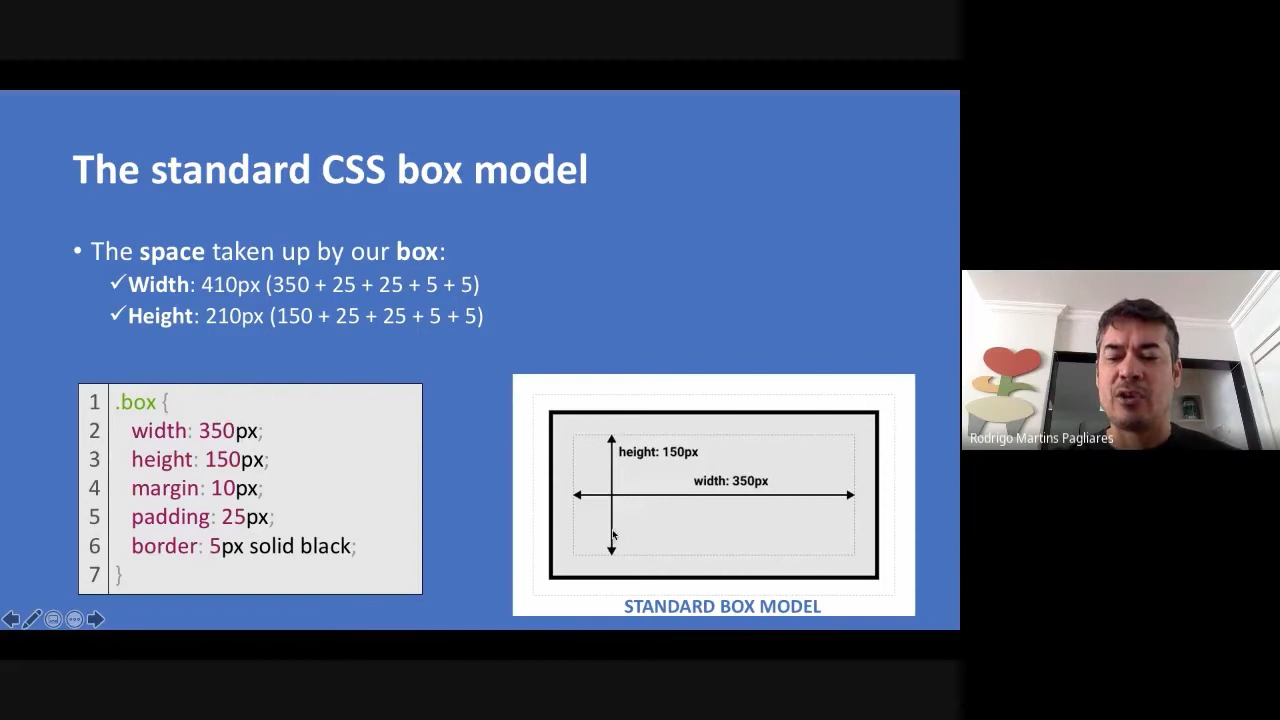 The standard CSS box model
• The space taken up by our box:
✓Width: 410px (350 + 25 + 25 + 5 + 5)
✓Height: 210px (150 + 25 + 25 + 5 + 5)
1 .box {
2 width: 350px;
3 height: 150px;
4 margin: 10px;
5 padding: 25px;
6 border: 5px solid black;
7 }
height: 150px
width: 350px
STANDARD BOX MODEL
Rodrigo Martins Pagliares